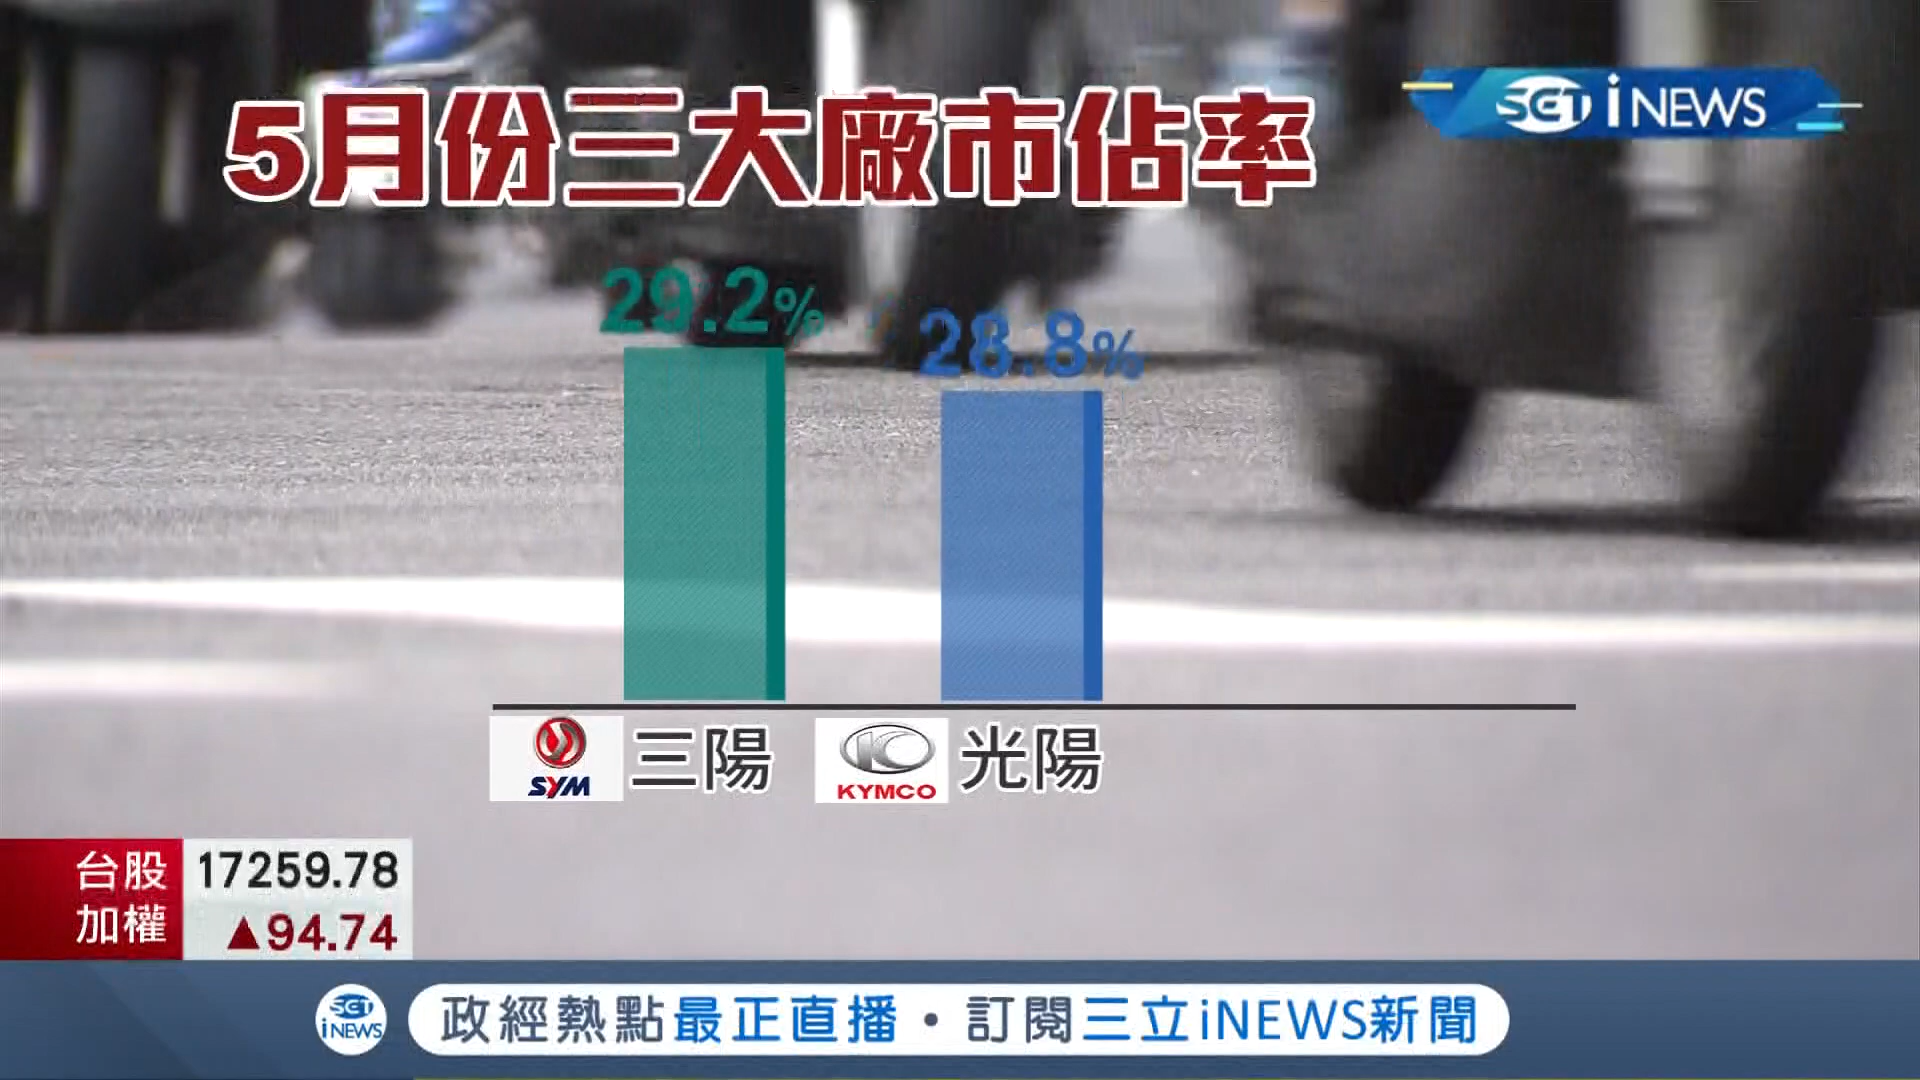 5月份三大廠市佔率
SET iNEWS
29.2%
28.8%
SYM 三陽
KYMCO 光陽
台股 17259.78
加權 ▲94.74
SET iNEWS
政經熱點最正直播・訂閱三立iNEWS新聞